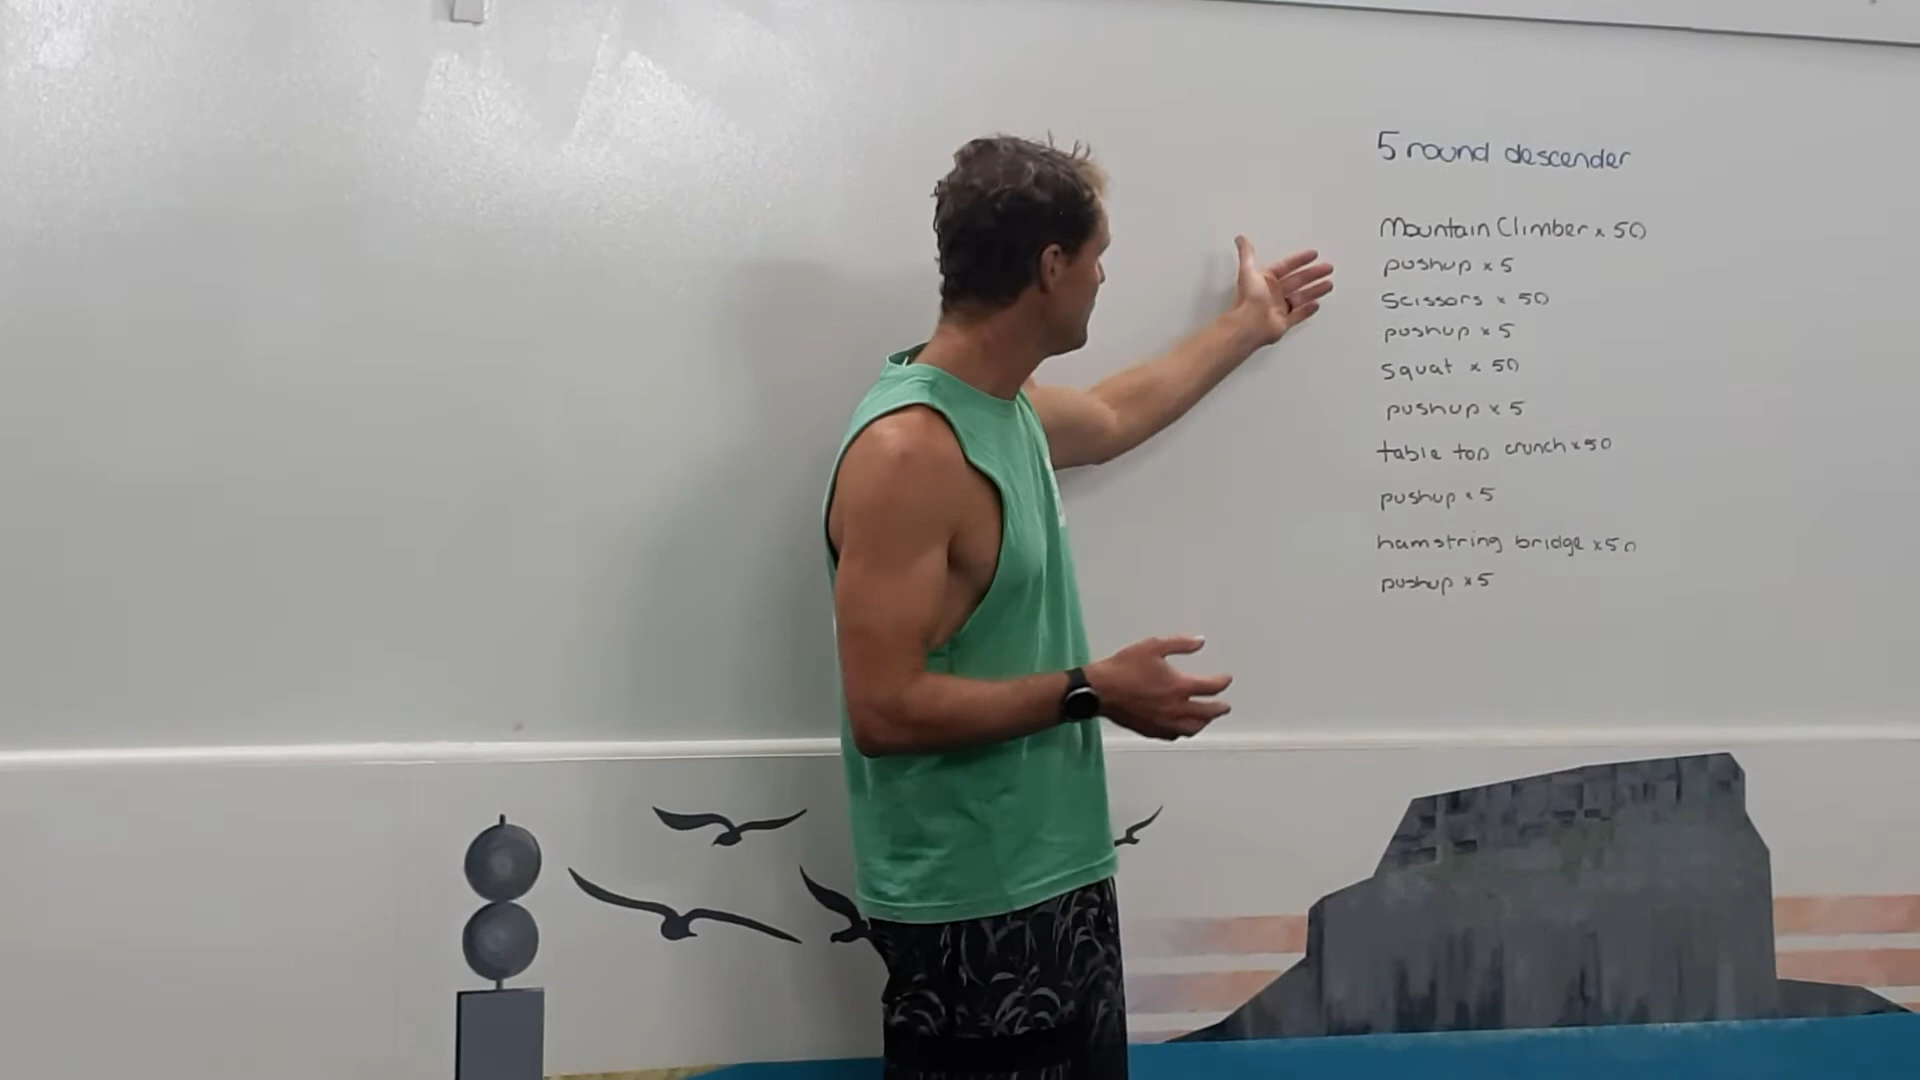 5 round descender
Mountain Climber x 50
pushup x 5
Scissors x 50
pushup x 5
Squat x 50
pushup x 5
table top crunch x 50
pushup x 5
hamstring bridge x 50
pushup x 5